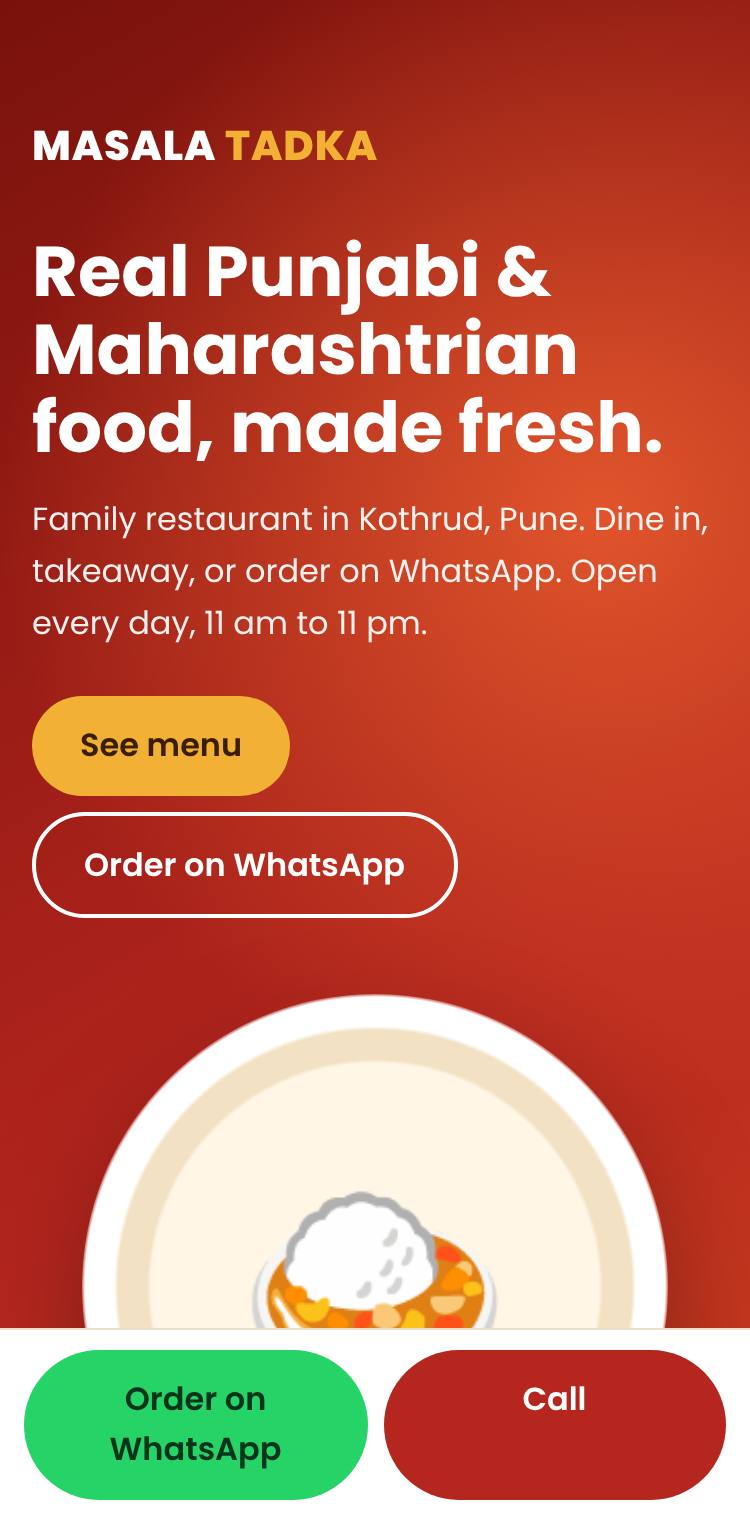 MASALA TADKA
Real Punjabi &
Maharashtrian
food, made fresh.
Family restaurant in Kothrud, Pune. Dine in,
takeaway, or order on WhatsApp. Open
every day, 11 am to 11 pm.
See menu
Order on WhatsApp
Order on
WhatsApp
Call